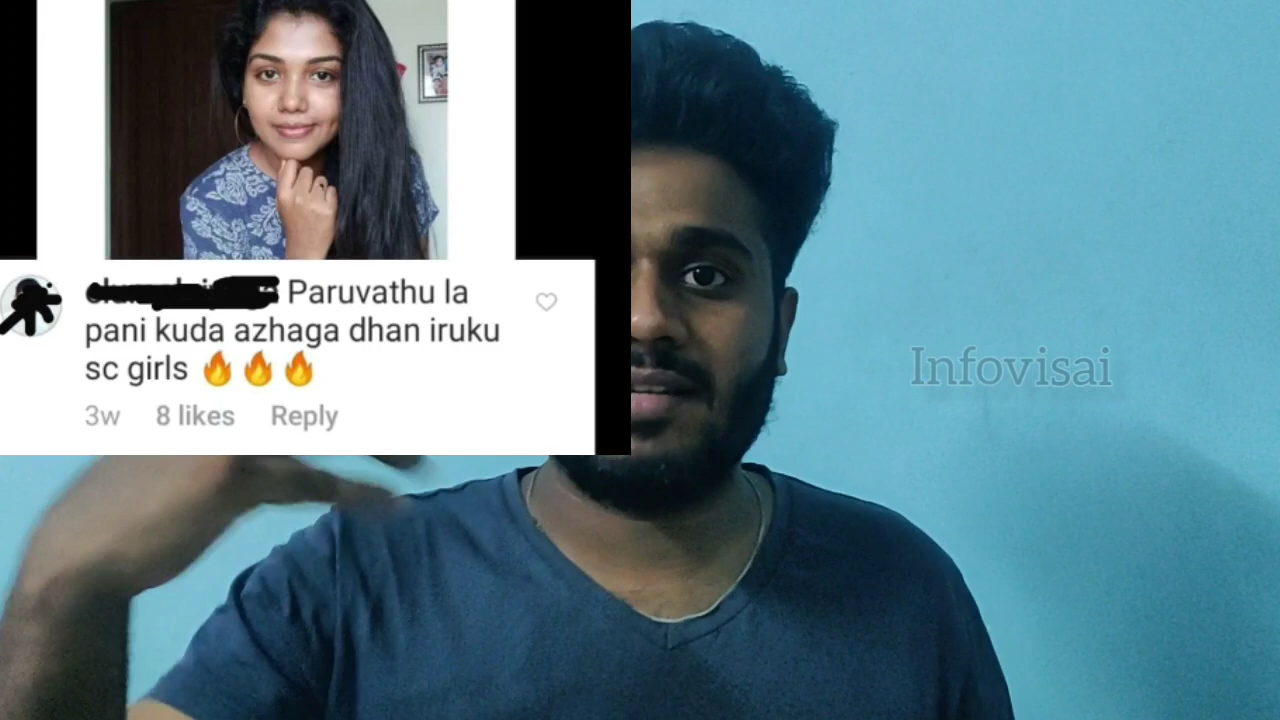 Paruvathu la
pani kuda azhaga dhan iruku
sc girls 🔥🔥🔥
3w 8 likes Reply
Infovisai